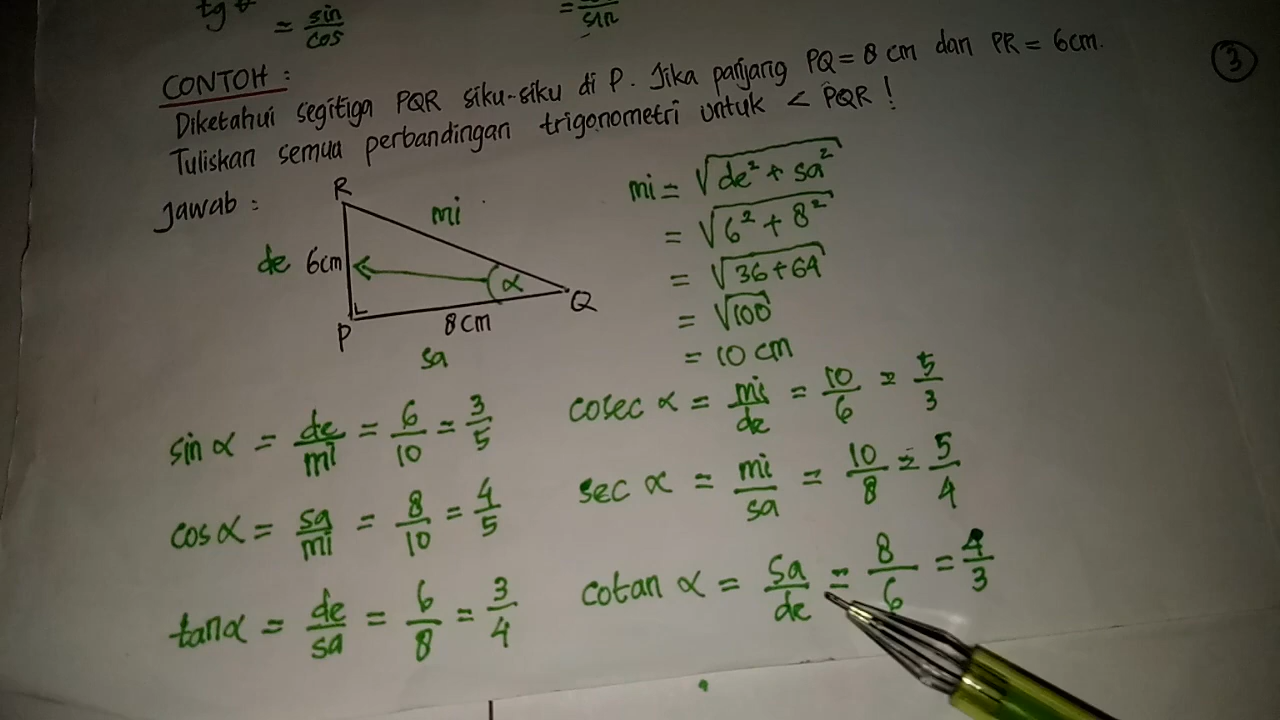 tg
= sin/cos
= /sin
3
CONTOH :
Diketahui segitiga PQR siku-siku di P. Jika panjang PQ = 8 cm dan PR = 6cm.
Tuliskan semua perbandingan trigonometri untuk < PQR !
Jawab :
R
mi
de 6cm
α
P
Q
8cm
sa
mi = √de² + sa²
= √6² + 8²
= √36+64
= √100
= 10 cm
sin α = de/mi = 6/10 = 3/5
cos α = sa/mi = 8/10 = 4/5
tan α = de/sa = 6/8 = 3/4
cosec α = mi/de = 10/6 = 5/3
sec α = mi/sa = 10/8 = 5/4
cotan α = sa/de = 8/6 = 4/3